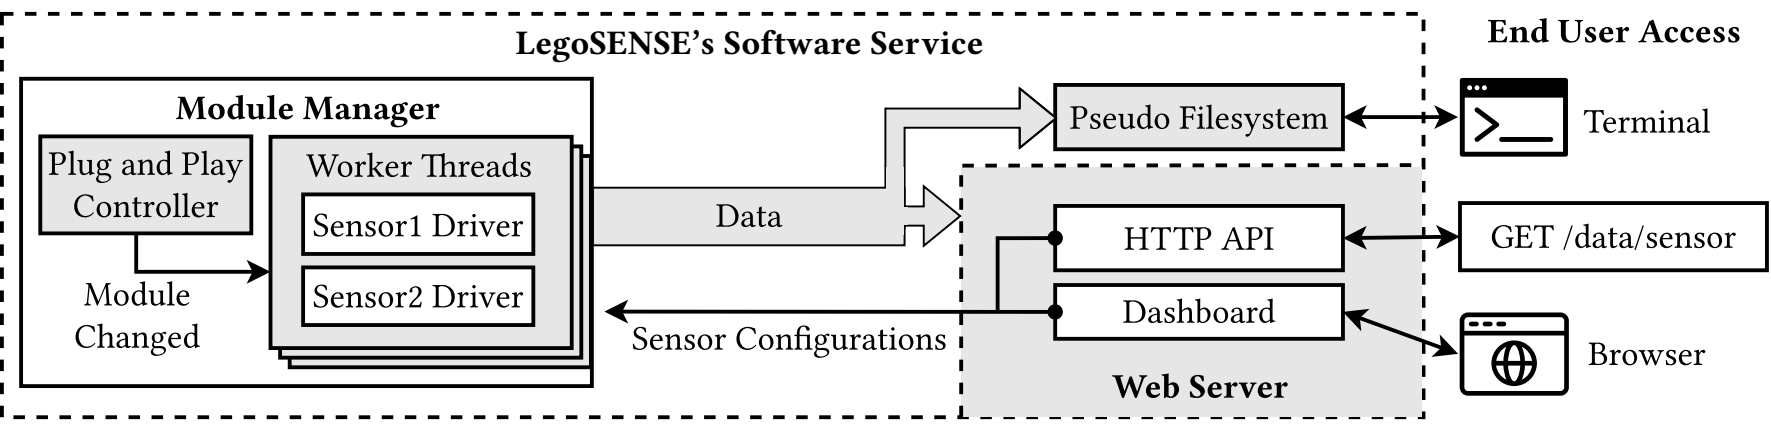 LegoSENSE's Software Service
End User Access
Module Manager
Plug and Play
Controller
Worker Threads
Sensor1 Driver
Sensor2 Driver
Module
Changed
Data
Sensor Configurations
Pseudo Filesystem
HTTP API
Dashboard
Web Server
Terminal
GET /data/sensor
Browser